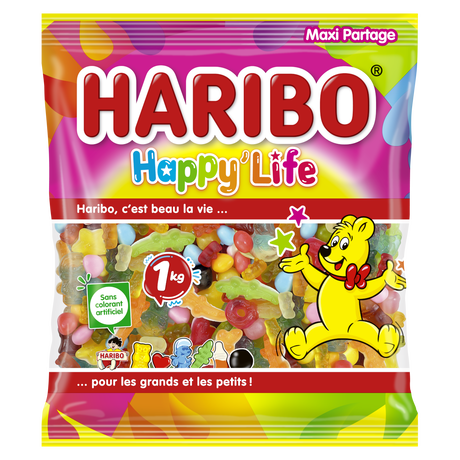 Maxi Partage
HARIBO®
Happy'Life
Haribo, c'est beau la vie ...
1kg
Sans
colorant
artificiel
HARIBO
... pour les grands et les petits !